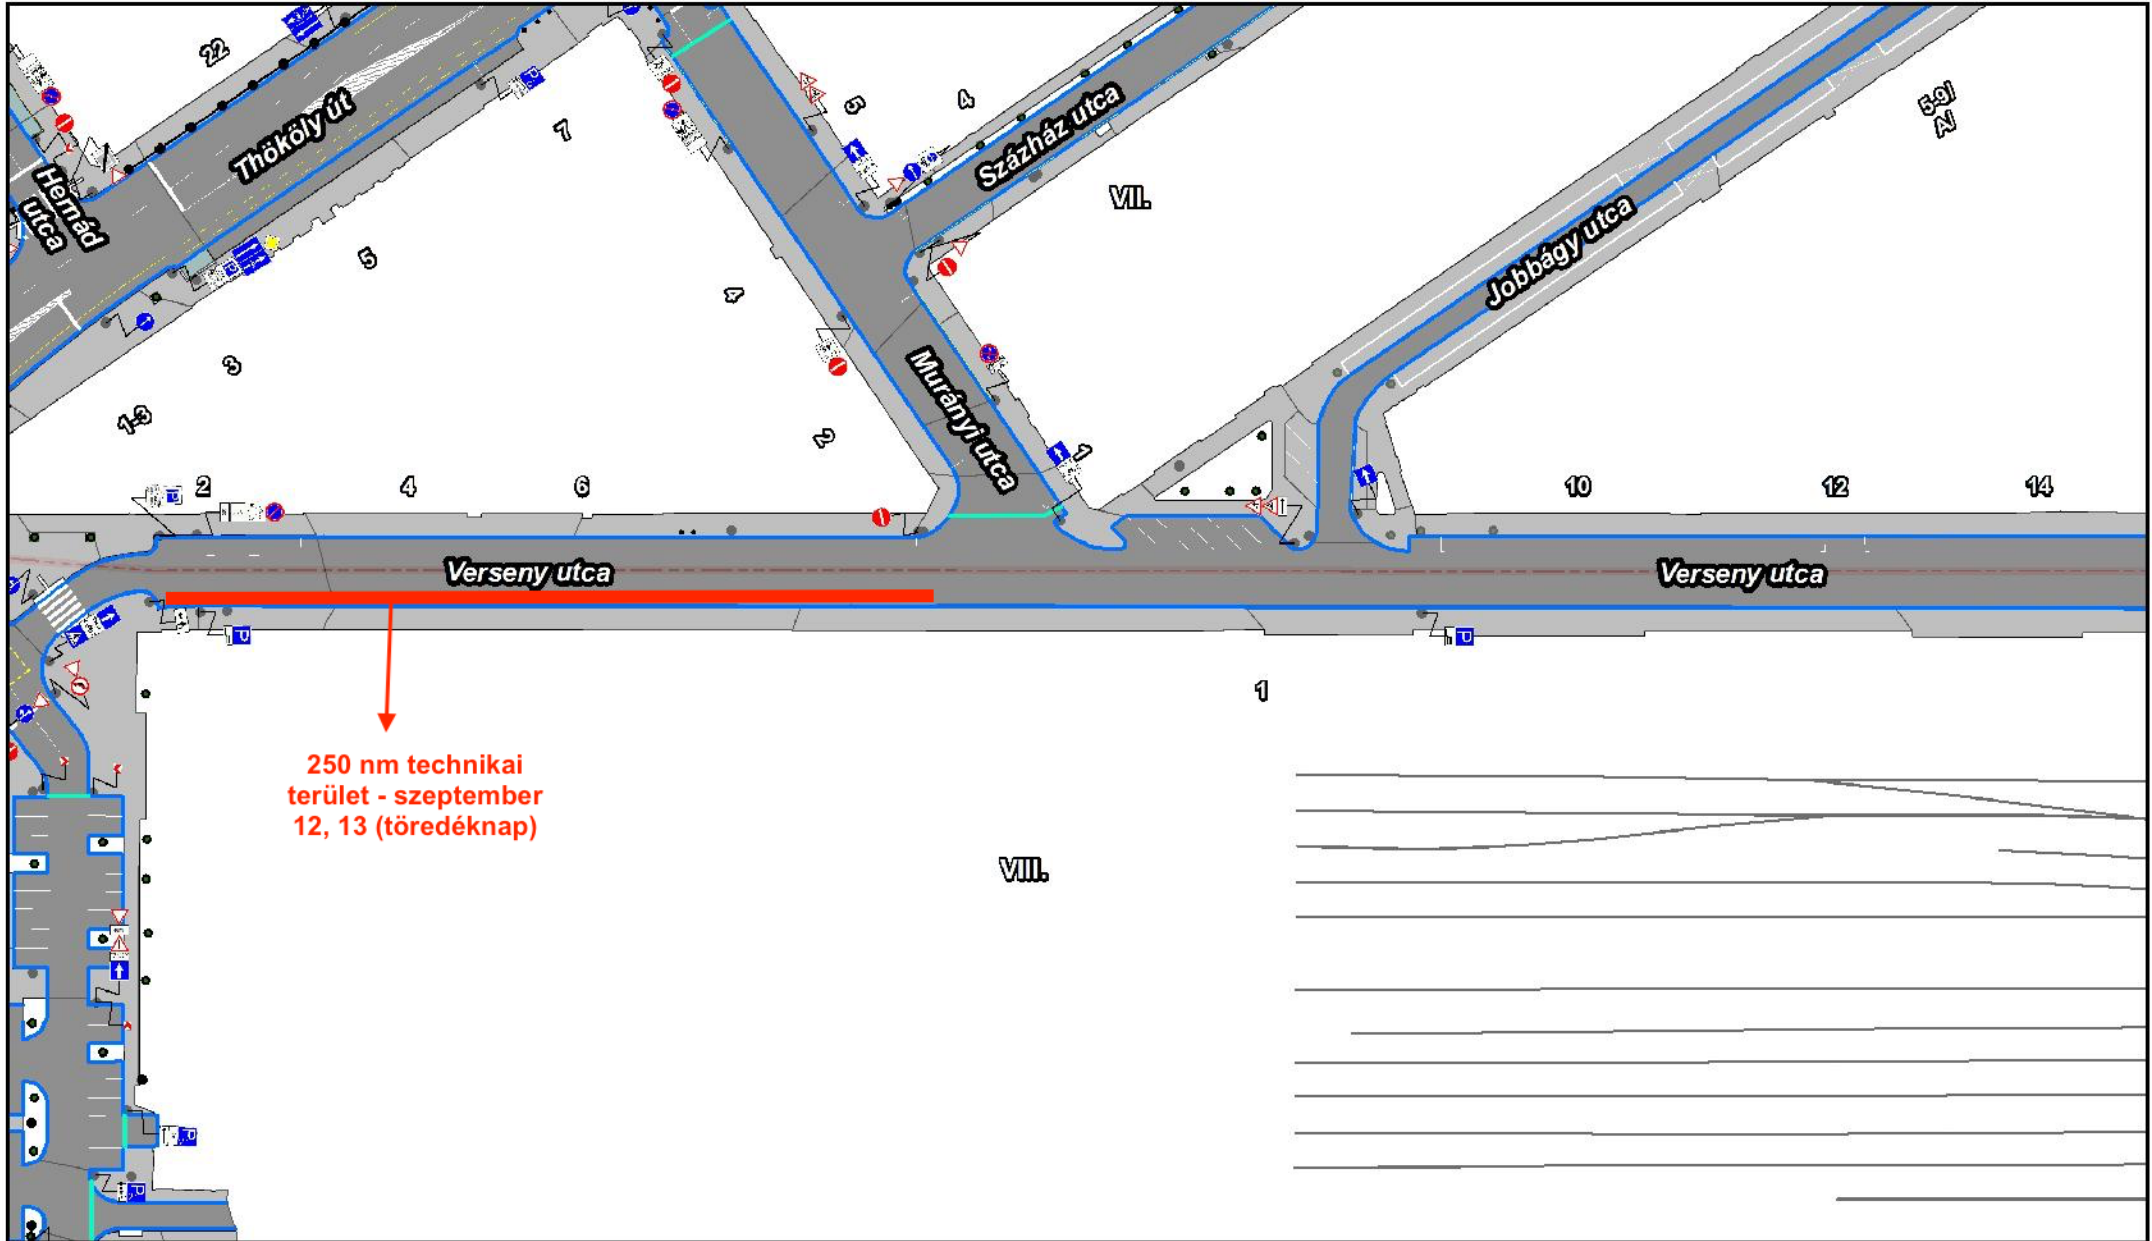 22
Thököly út
Hernád
utca
7
5
3
1-3
5
4
Százház utca
VII.
5-9/
A/
Jobbágy utca
4
2
Murányi utca
1
2
4
6
10
12
14
Verseny utca
Verseny utca
1
250 nm technikai
terület - szeptember
12, 13 (töredéknap)
VIII.